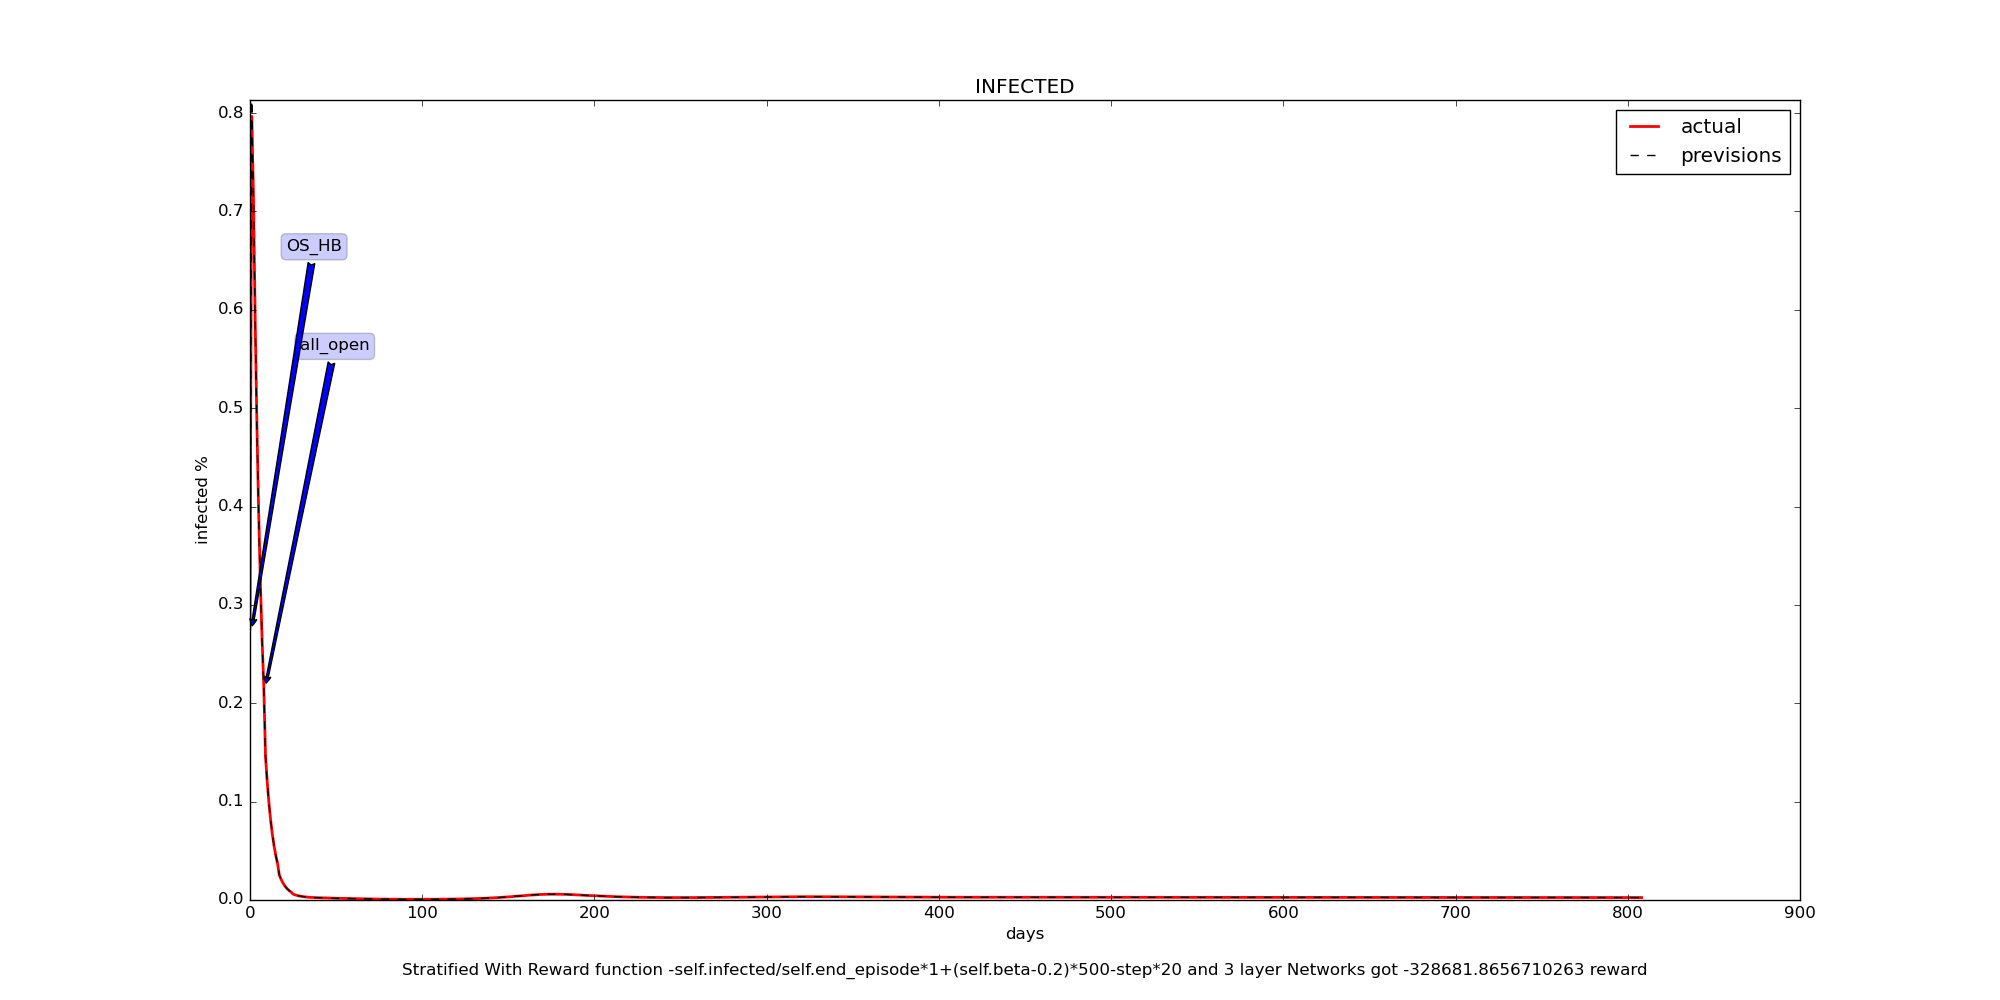 INFECTED
0.8
0.7
0.6
0.5
0.4
0.3
0.2
0.1
0.0
infected %
actual
previsions
OS_HB
all_open
0 100 200 300 400 500 600 700 800 900
days
Stratified With Reward function -self.infected/self.end_episode*1+(self.beta-0.2)*500-step*20 and 3 layer Networks got -328681.8656710263 reward